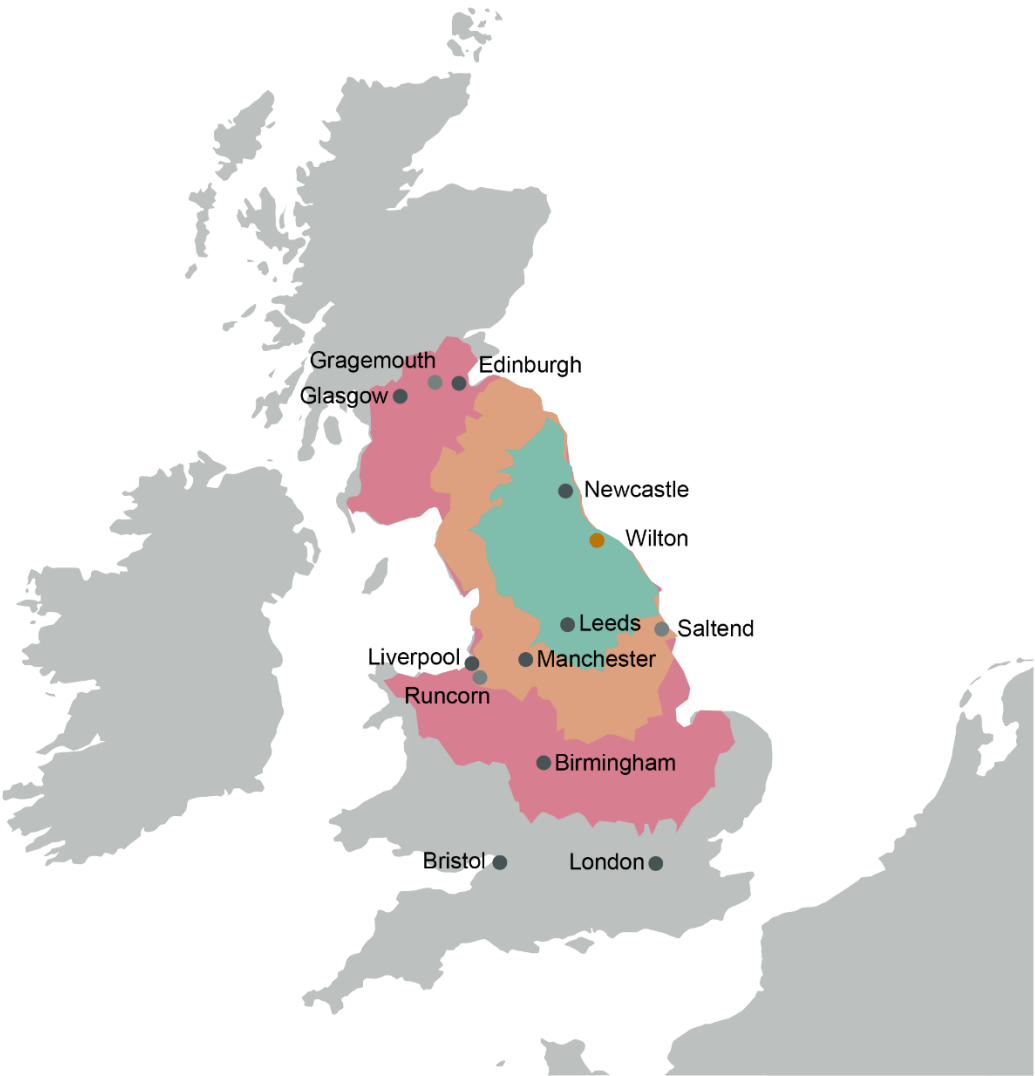 Gragemouth
Edinburgh
Glasgow
Newcastle
Wilton
Leeds
Saltend
Liverpool
Manchester
Runcorn
Birmingham
Bristol
London